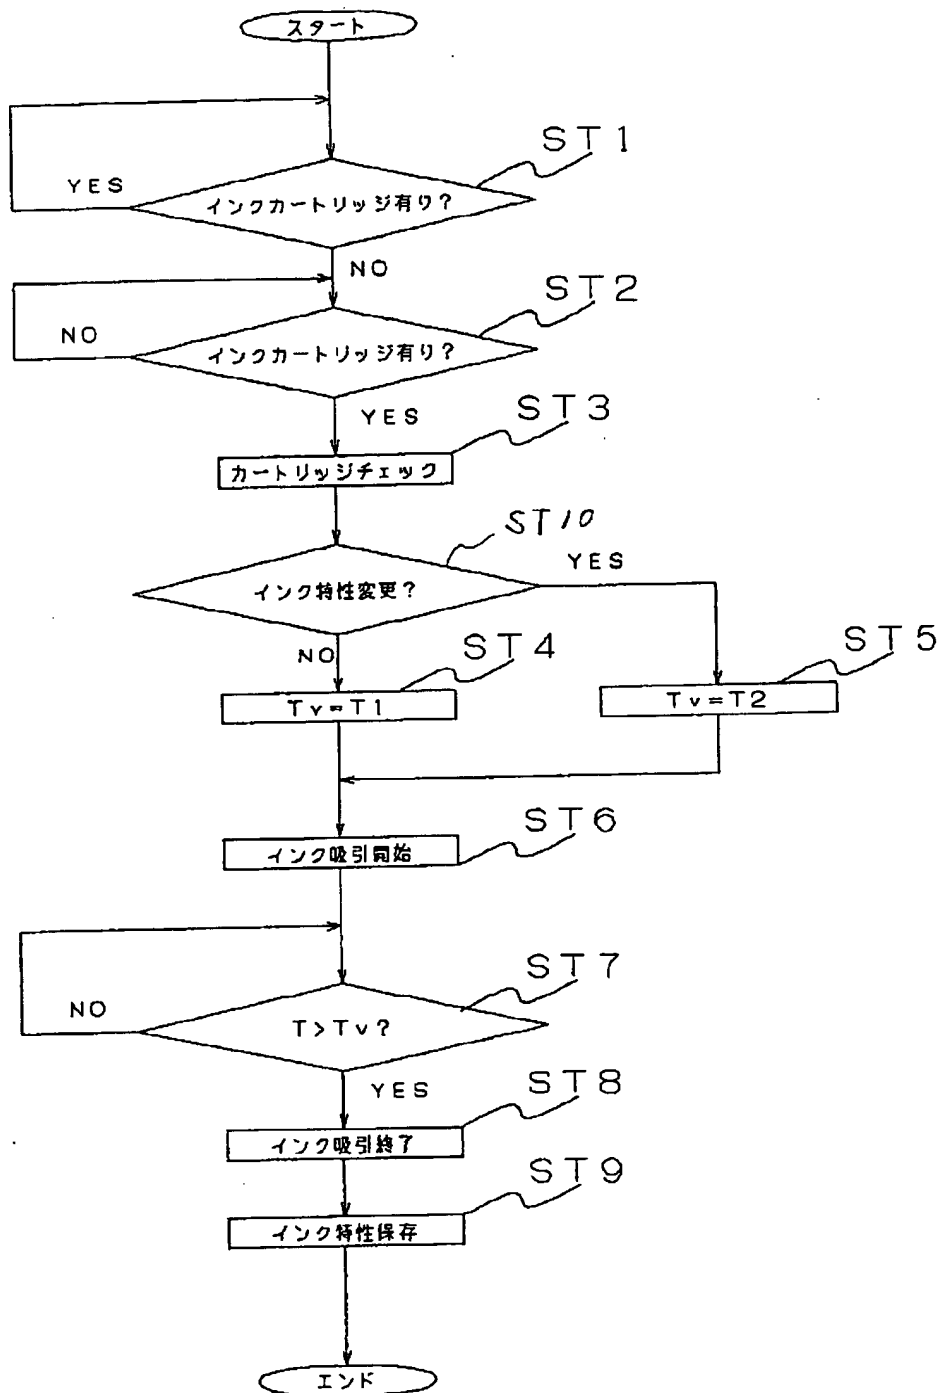 スタート
ST1
YES
インクカートリッジ有り?
NO
ST2
NO
インクカートリッジ有り?
YES
ST3
カートリッジチェック
ST10
YES
インク特性変更?
NO
ST4
ST5
Tv=T1
Tv=T2
ST6
インク吸引開始
ST7
NO
T>Tv?
YES
ST8
インク吸引終了
ST9
インク特性保存
エンド